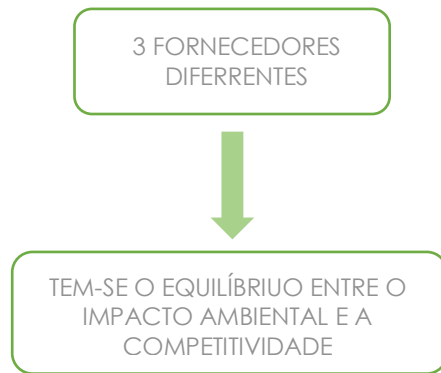 3 FORNECEDORES
DIFERRENTES
TEM-SE O EQUILÍBRIUO ENTRE O
IMPACTO AMBIENTAL E A
COMPETITIVIDADE